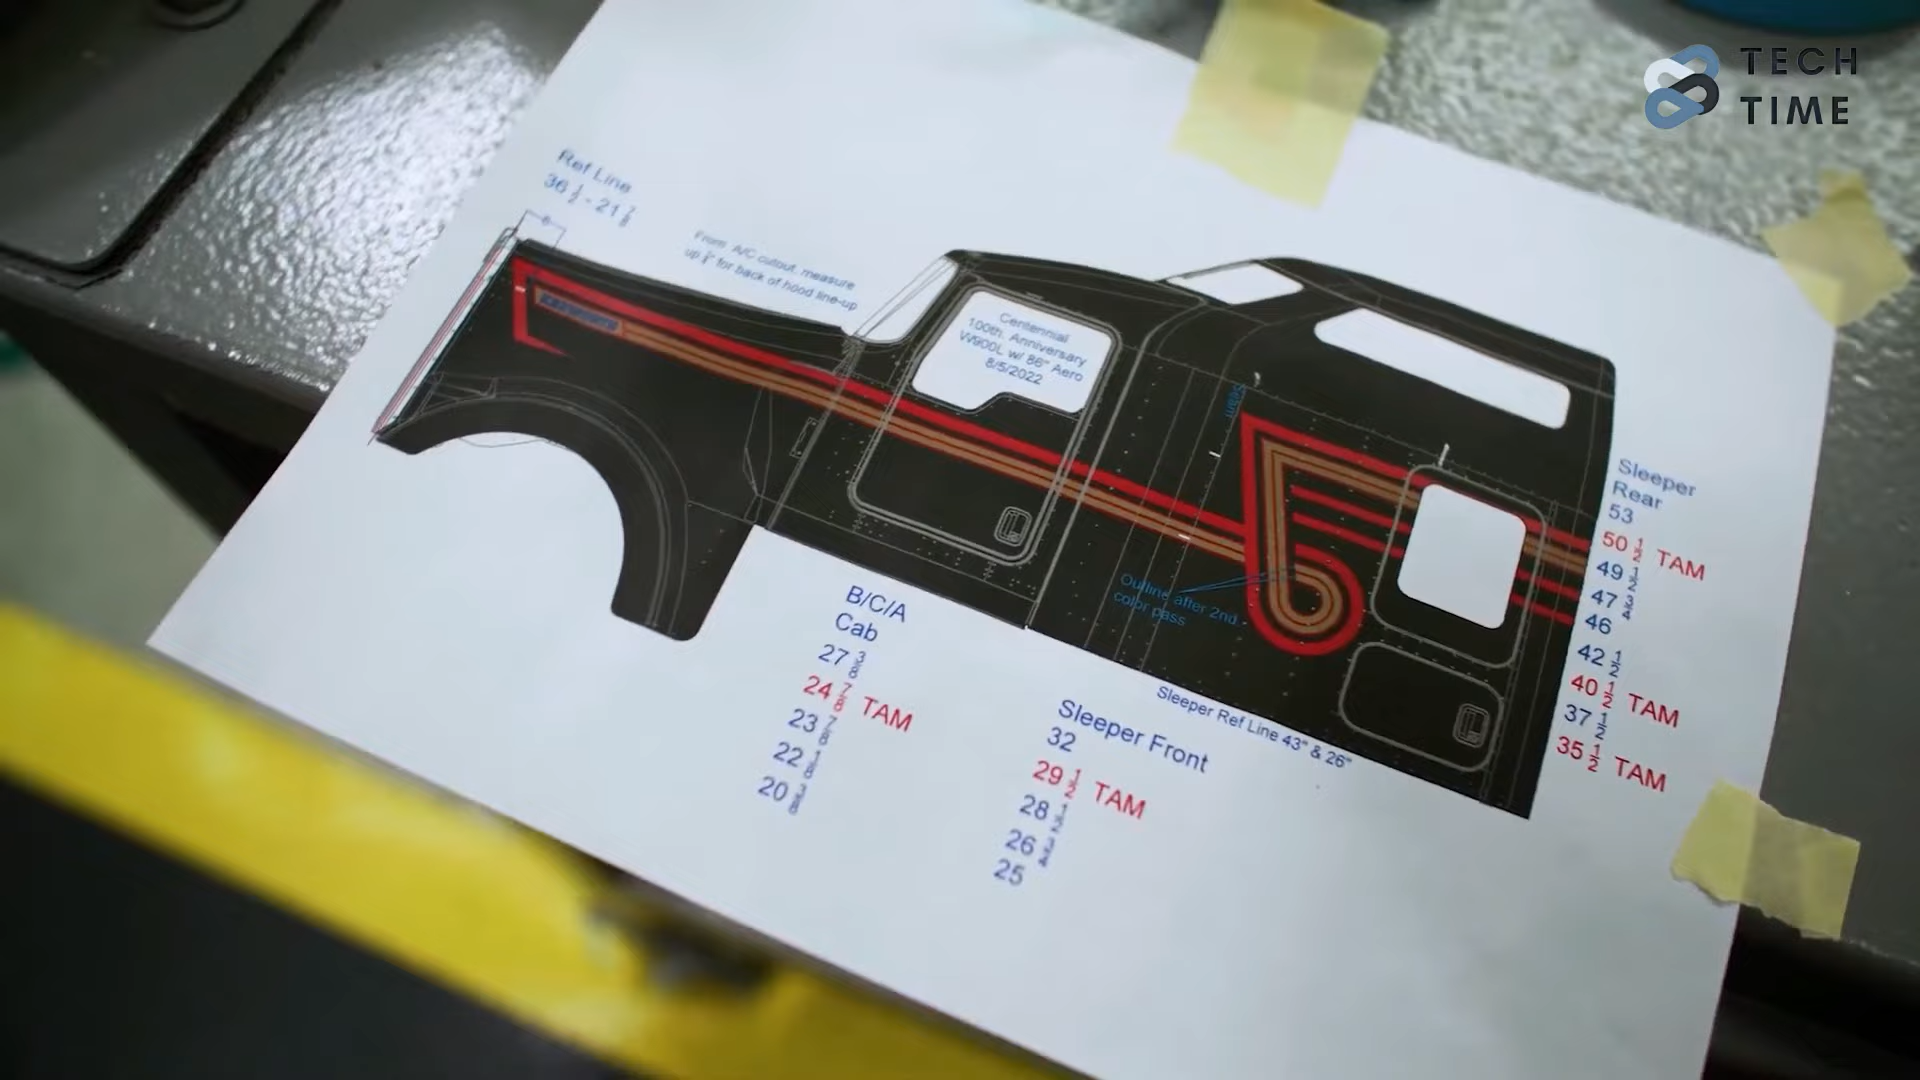 TECH
TIME
Ref Line
36 1/2 - 21 7/8
6"
From A/C cutout, measure
for back of hood line-up
Centennial
100th Anniversary
W900L w/ 86" Aero
8/5/2022
Seam
Outline after 2nd
color pass
Sleeper Ref Line 43" & 26"
B/C/A
Cab
27 3/8
24 7/8 TAM
23 7/8
22 1/8
20 3/8
Sleeper Front
32
29 1/2 TAM
28 1/2
26 3/4
25
Sleeper
Rear
53
50 1/2 TAM
49 1/2
47 3/4
46
42 1/2
40 1/2 TAM
37 1/2
35 1/2 TAM